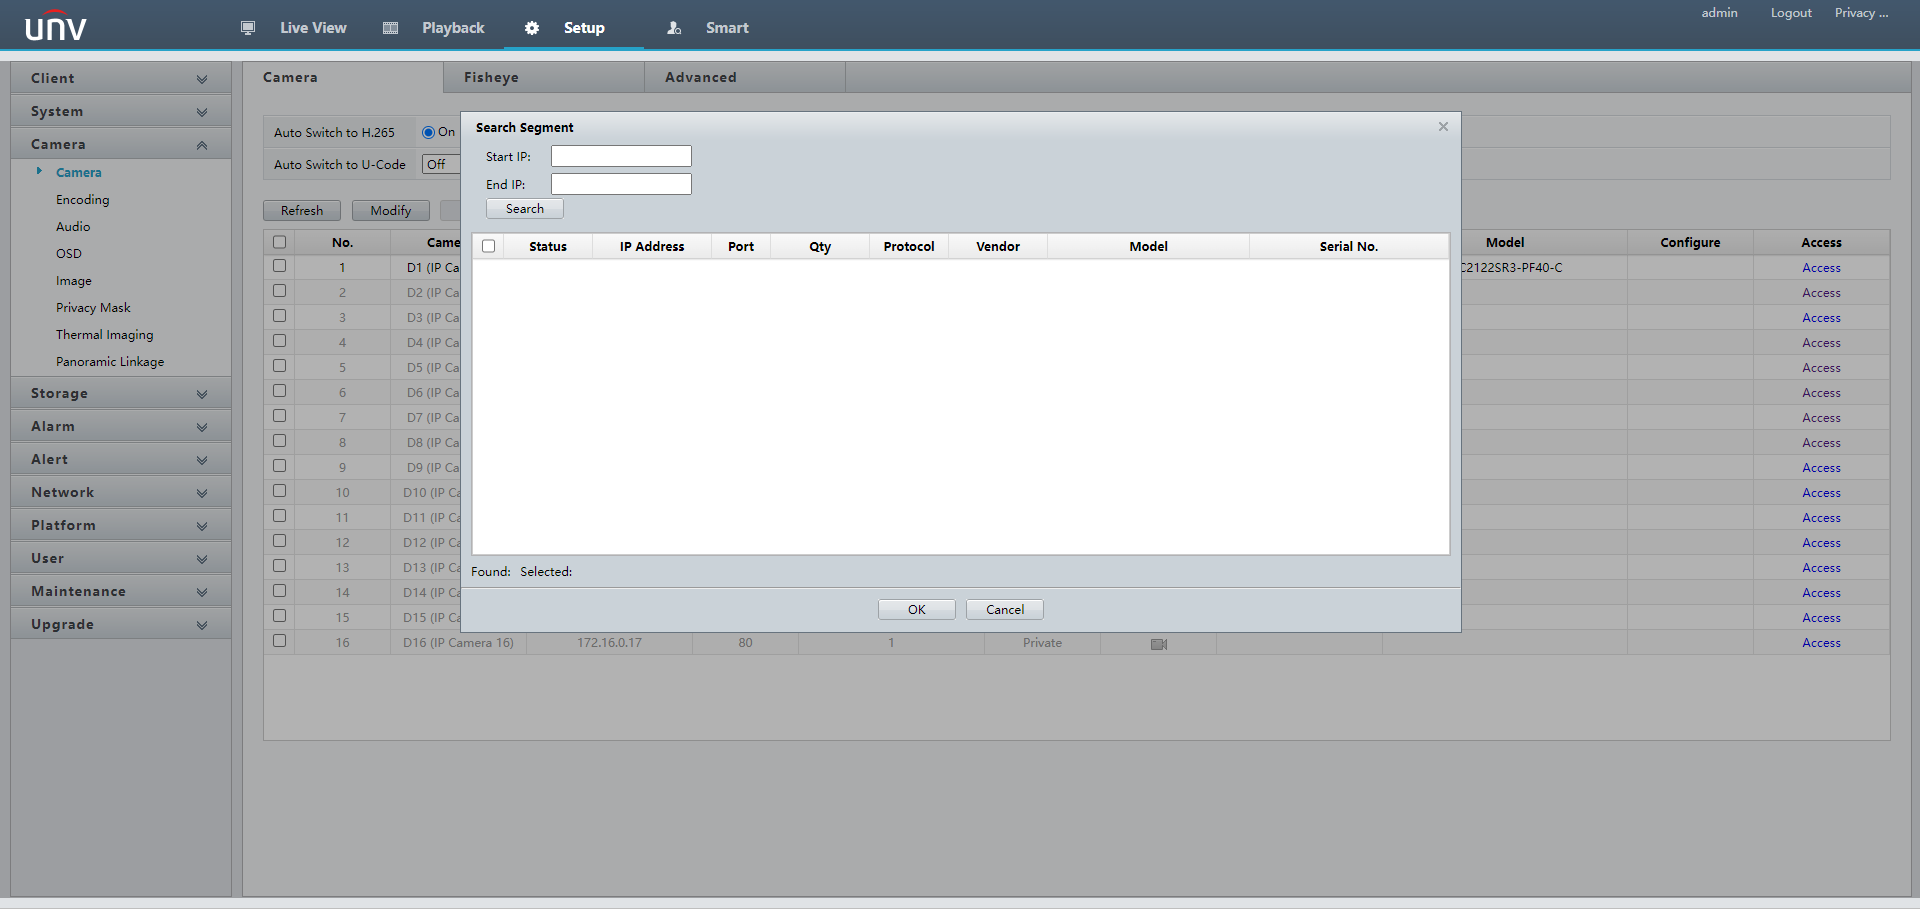 unv
Live View
Playback
Setup
Smart
admin
Logout
Privacy ...
Client
System
Camera
Camera
Encoding
Audio
OSD
Image
Privacy Mask
Thermal Imaging
Panoramic Linkage
Storage
Alarm
Alert
Network
Platform
User
Maintenance
Upgrade
Camera
Fisheye
Advanced
Auto Switch to H.265 On
Auto Switch to U-Code Off
Refresh
Modify
Search Segment
Start IP:
End IP:
Search
Status IP Address Port Qty Protocol Vendor Model Serial No.
Found: Selected:
OK
Cancel
No. Came Model Configure Access
1 D1 (IP Ca C2122SR3-PF40-C Access
2 D2 (IP Ca Access
3 D3 (IP Ca Access
4 D4 (IP Ca Access
5 D5 (IP Ca Access
6 D6 (IP Ca Access
7 D7 (IP Ca Access
8 D8 (IP Ca Access
9 D9 (IP Ca Access
10 D10 (IP Ca Access
11 D11 (IP Ca Access
12 D12 (IP Ca Access
13 D13 (IP Ca Access
14 D14 (IP Ca Access
15 D15 (IP Ca Access
16 D16 (IP Camera 16) 172.16.0.17 80 1 Private Access